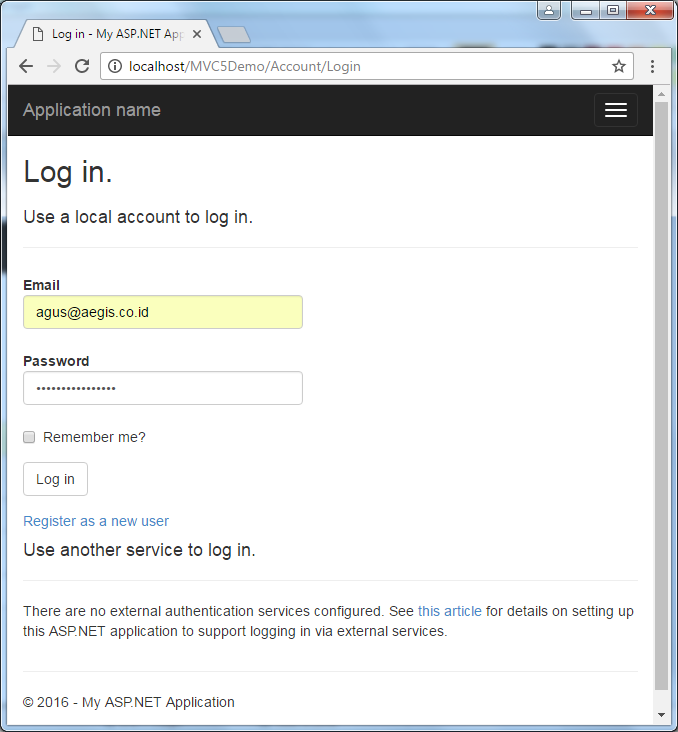 Log in - My ASP.NET App
localhost/MVC5Demo/Account/Login
Application name
Log in.
Use a local account to log in.
Email
agus@aegis.co.id
Password
••••••••••••••••
Remember me?
Log in
Register as a new user
Use another service to log in.
There are no external authentication services configured. See this article for details on setting up
this ASP.NET application to support logging in via external services.
© 2016 - My ASP.NET Application